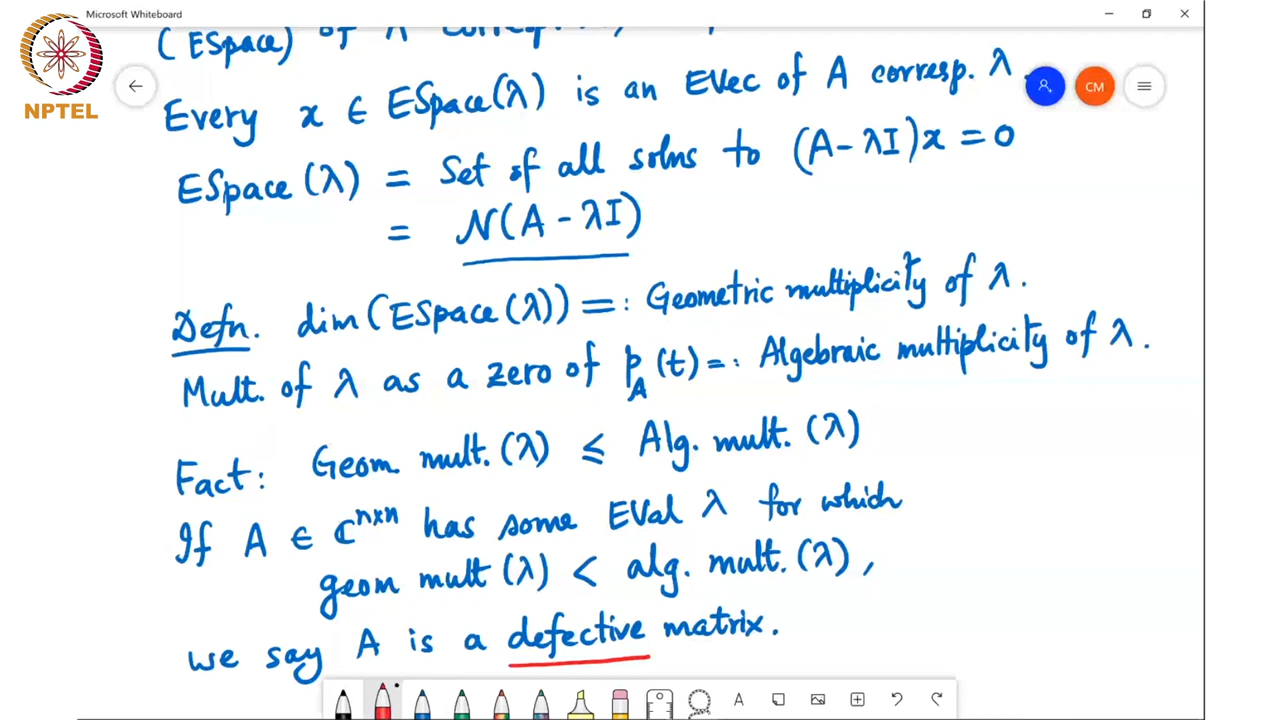 Microsoft Whiteboard
NPTEL
CM
(ESpace) of A
Every x ∈ ESpace(λ) is an EVec of A corresp. λ.
ESpace(λ) = Set of all solns to (A - λI)x = 0
= N(A - λI)
Defn. dim(ESpace(λ)) =: Geometric multiplicity of λ.
Mult. of λ as a zero of p_A(t) =: Algebraic multiplicity of λ.
Fact: Geom mult.(λ) ≤ Alg. mult.(λ)
If A ∈ ℂ^{n×n} has some EVal λ for which
geom mult(λ) < alg. mult.(λ),
we say A is a defective matrix.